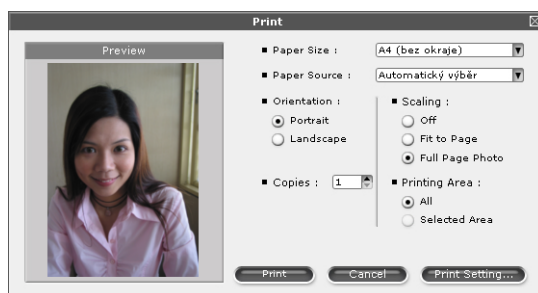 Print
Preview
Paper Size :
A4 (bez okraje)
Paper Source :
Automatický výběr
Orientation :
Portrait
Landscape
Copies :
1
Scaling :
Off
Fit to Page
Full Page Photo
Printing Area :
All
Selected Area
Print
Cancel
Print Setting...